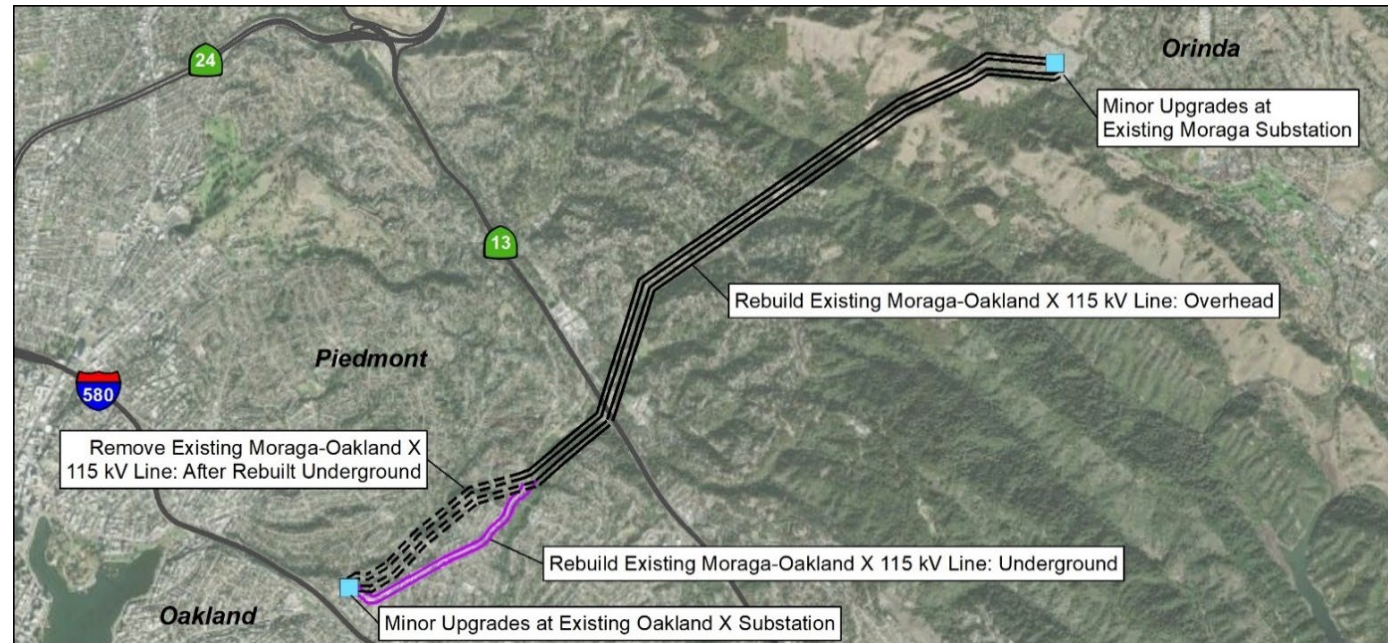 24
Orinda
Minor Upgrades at
Existing Moraga Substation
13
Rebuild Existing Moraga-Oakland X 115 kV Line: Overhead
Piedmont
580
Remove Existing Moraga-Oakland X
115 kV Line: After Rebuilt Underground
Rebuild Existing Moraga-Oakland X 115 kV Line: Underground
Oakland
Minor Upgrades at Existing Oakland X Substation